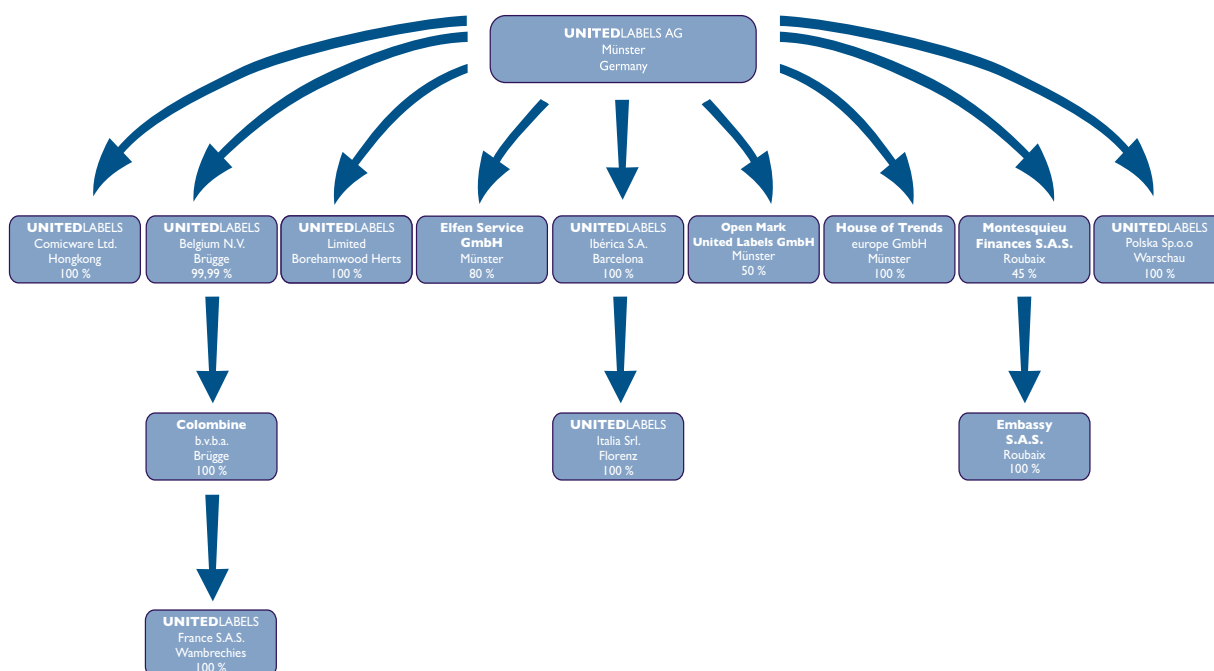 UNITEDLABELS AG
Münster
Germany
UNITEDLABELS
Comicware Ltd.
Hongkong
100 %
UNITEDLABELS
Belgium N.V.
Brügge
99,99 %
UNITEDLABELS
Limited
Borehamwood Herts
100 %
Elfen Service
GmbH
Münster
80 %
UNITEDLABELS
Ibérica S.A.
Barcelona
100 %
Open Mark
United Labels GmbH
Münster
50 %
House of Trends
europe GmbH
Münster
100 %
Montesquieu
Finances S.A.S.
Roubaix
45 %
UNITEDLABELS
Polska Sp.o.o
Warschau
100 %
Colombine
b.v.b.a.
Brügge
100 %
UNITEDLABELS
Italia Srl.
Florenz
100 %
Embassy
S.A.S.
Roubaix
100 %
UNITEDLABELS
France S.A.S.
Wambrechies
100 %